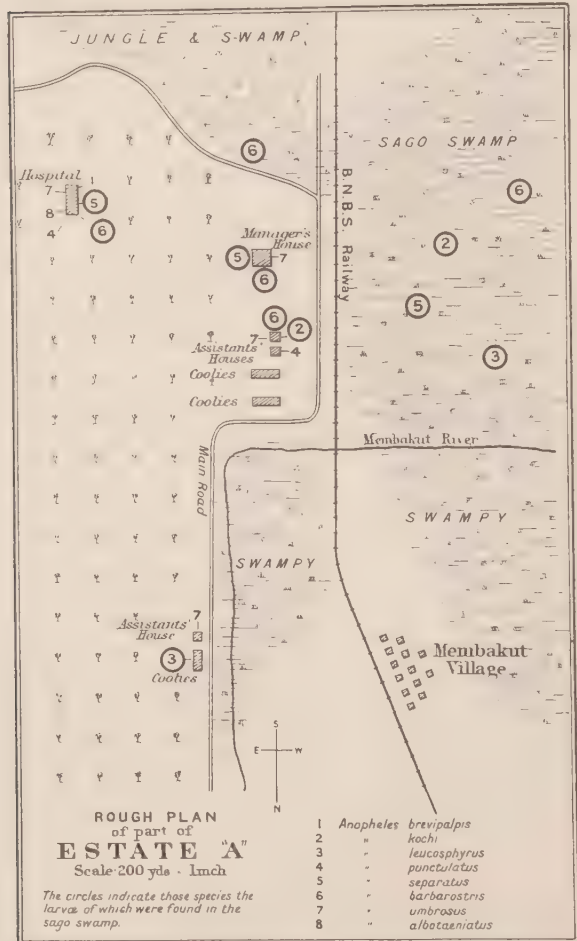 JUNGLE & SWAMP
SAGO SWAMP
6
6
Hospital
1
7
5
8
6
4
Manager's
House
5
7
6
B.N.B.S. Railway
2
5
3
6
7
2
Assistants'
Houses
4
Coolies
Coolies
Main Road
Membakut River
SWAMPY
SWAMPY
7
Assistants'
House
3
Coolies
Membakut
Village
S
E W
N
ROUGH PLAN
of part of
ESTATE "A"
Scale·200 yds · 1inch
The circles indicate those species the
larvæ of which were found in the
sago swamp.
1 Anopheles brevipalpis
2 " kochi
3 " leucosphyrus
4 " punctulatus
5 " separatus
6 " barbarostris
7 " umbrosus
8 " albotaeniatus